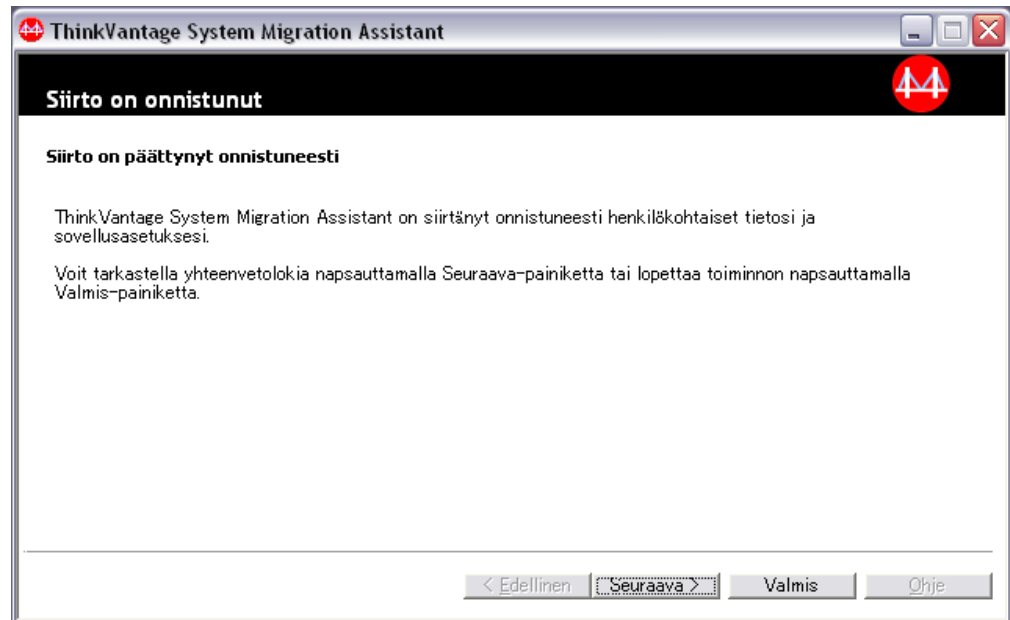 ThinkVantage System Migration Assistant
Siirto on onnistunut
Siirto on päättynyt onnistuneesti
ThinkVantage System Migration Assistant on siirtänyt onnistuneesti henkilökohtaiset tietosi ja
sovellusasetuksesi.
Voit tarkastella yhteenvetolokia napsauttamalla Seuraava-painiketta tai lopettaa toiminnon napsauttamalla
Valmis-painiketta.
< Edellinen Seuraava > Valmis Ohje